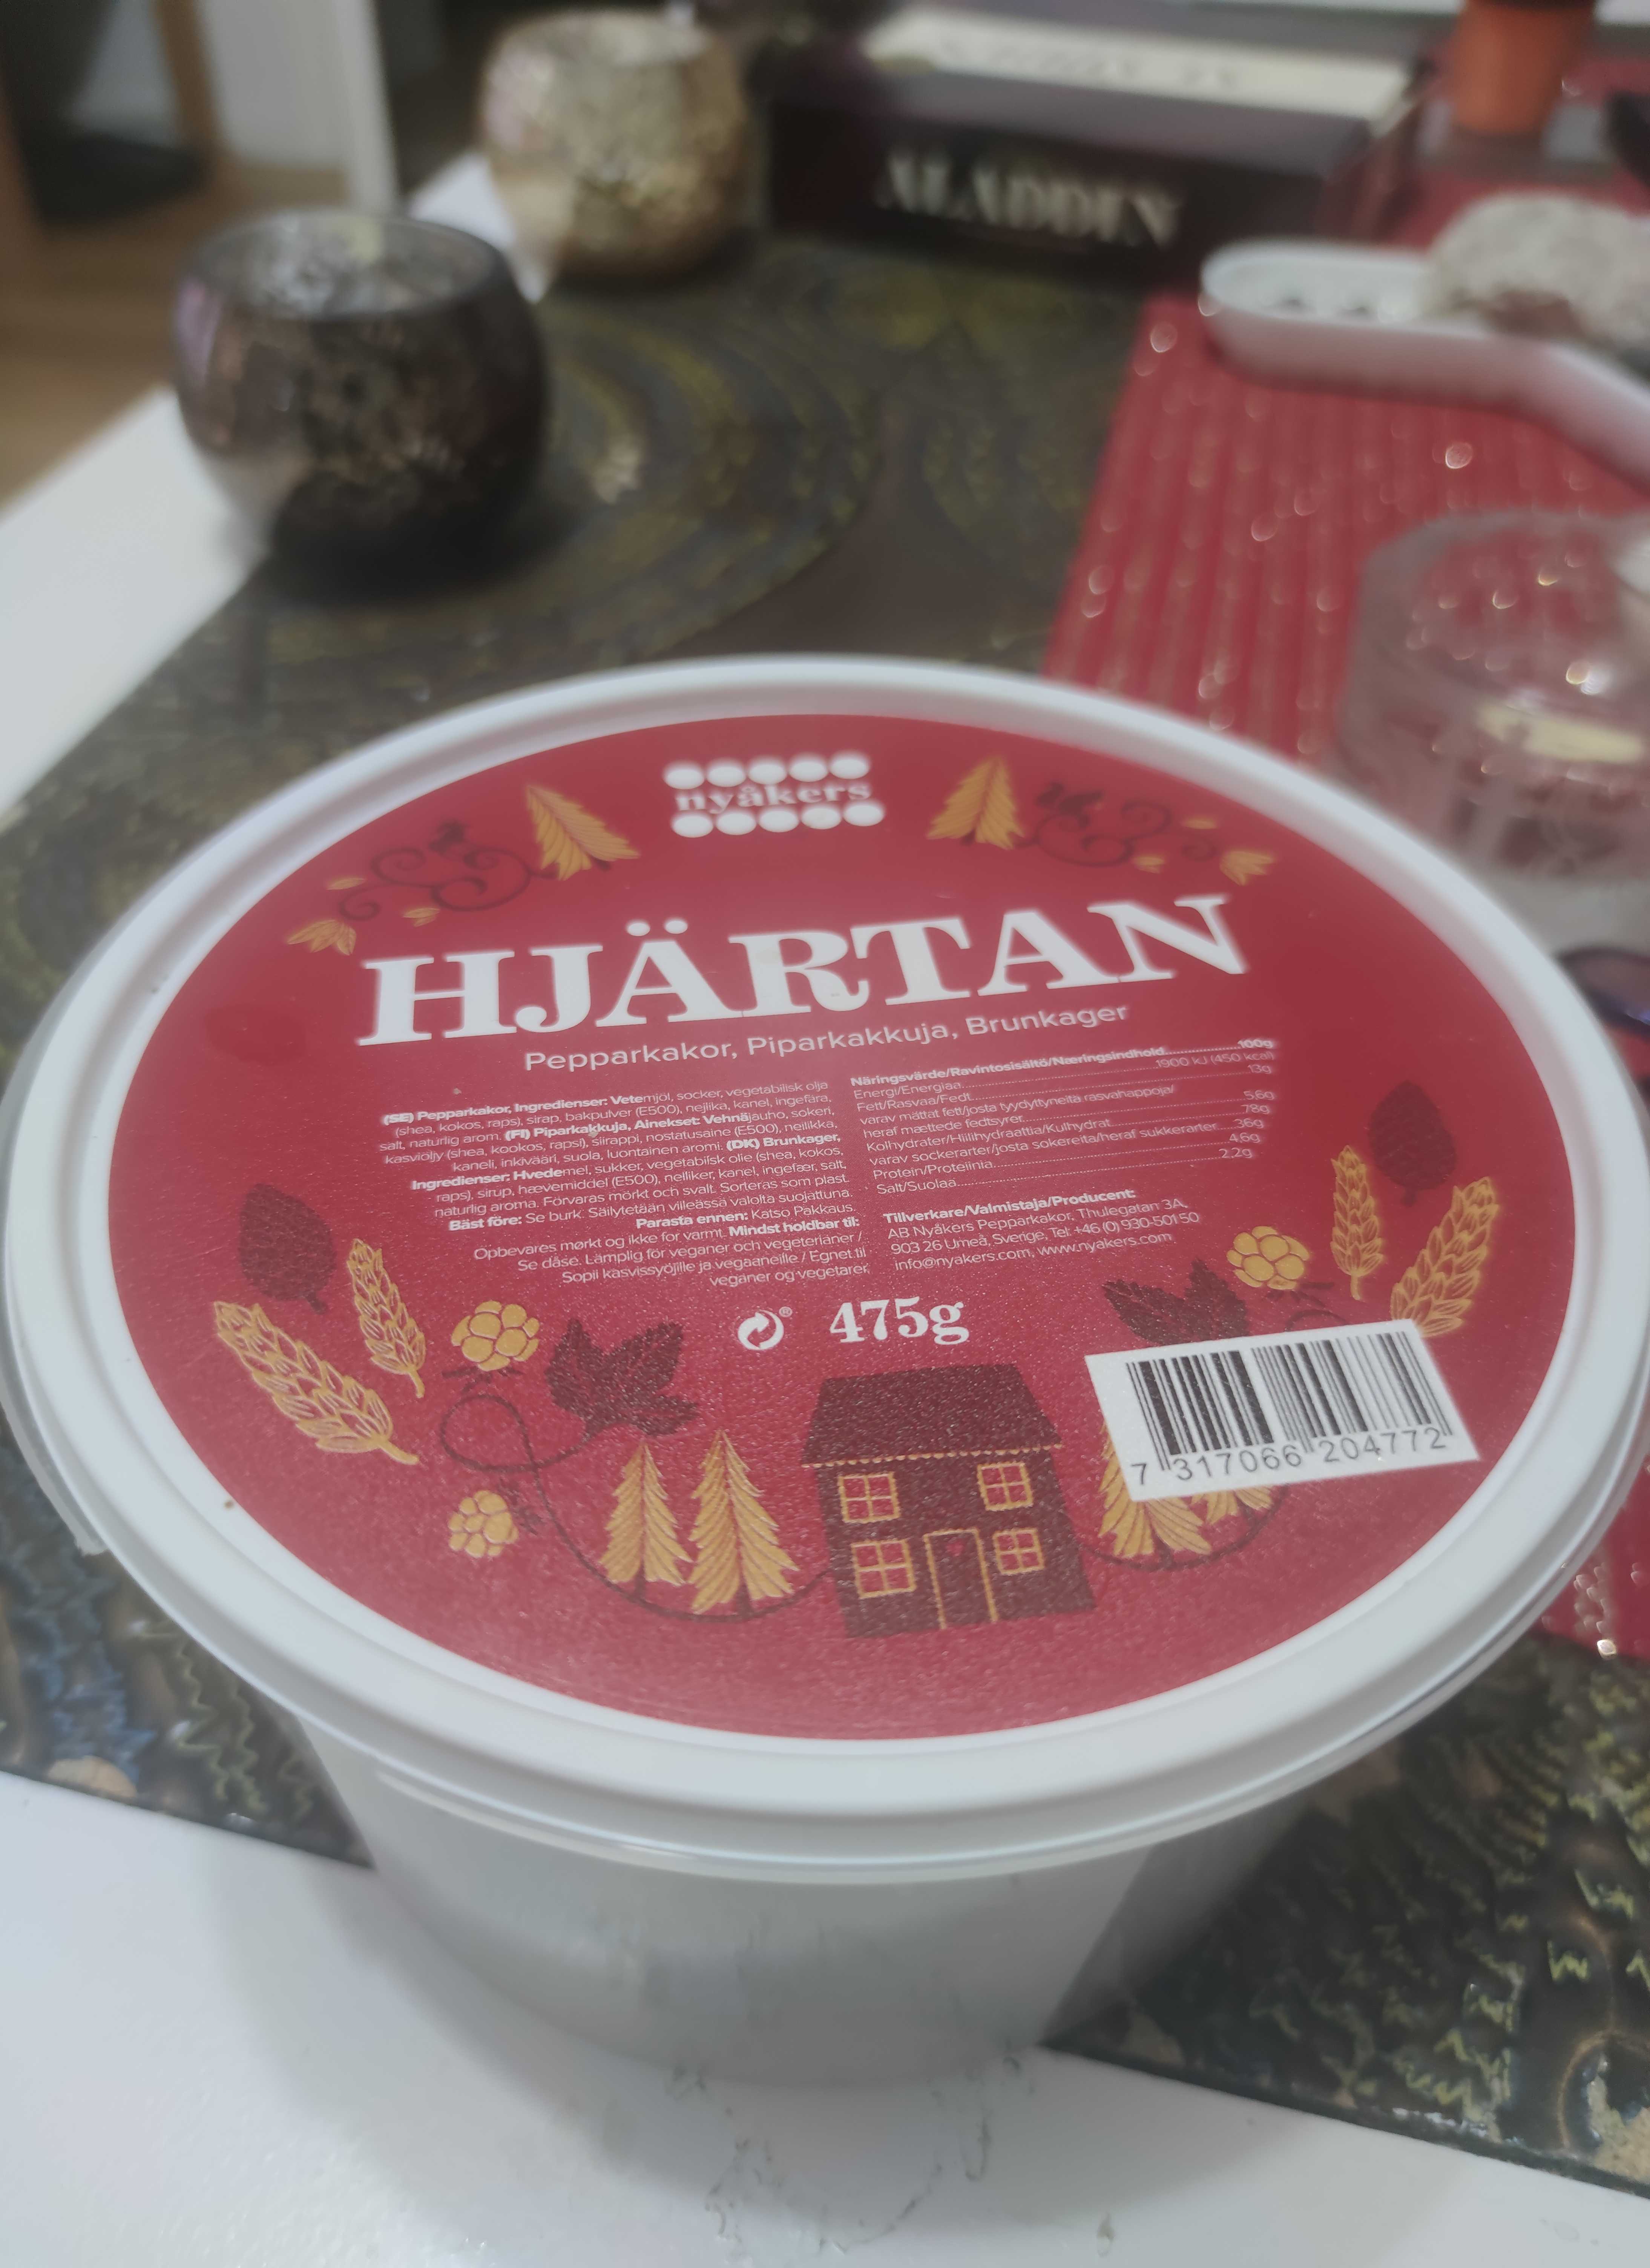 ALADDIN
nyåkers
HJÄRTAN
Pepparkakor, Piparkakkuja, Brunkager
(SE) Pepparkakor, Ingredienser: Vetemjöl, socker, vegetabilisk olja
(shea, kokos, raps), sirap, bakpulver (E500), nejlika, kanel, ingefära,
salt, naturlig arom. (FI) Piparkakkuja, Ainekset: Vehnäjauho, sokeri,
kasviöljy (shea, kookos, rapsi), siirappi, nostatusaine (E500), neilikka,
kaneli, inkivääri, suola, luontainen aromi. (DK) Brunkager,
Ingredienser: Hvedemel, sukker, vegetabilsk olie (shea, kokos,
raps), sirup, hævemiddel (E500), nelliker, kanel, ingefær, salt,
naturlig aroma. Förvaras mörkt och svalt. Sorteras som plast.
Bäst före: Se burk. Säilytetään villeässä valolta suojattuna.
Parasta ennen: Katso Pakkaus.
Opbevares mørkt og ikke for varmt. Mindst holdbar til:
Se dåse. Lämplig för veganer och vegeterianer /
Sopii kasvissyöjille ja vegaaneille / Egnet til
veganer og vegetarer.
Näringsvärde/Ravintosisältö/Næringsindhold.............100g
Energi/Energiaa..............1900 kJ (450 kcal)
Fett/Rasvaa/Fedt..............13g
varav mättat fett/josta tyydyttyneitä rasvahappoja/
heraf mættede fedtsyrer..............5,6g
Kolhydrater/Hiilihydraattia/Kulhydrat..............78g
varav sockerarter/josta sokereita/heraf sukkerarter....36g
Protein/Proteiinia..............4,6g
Salt/Suolaa..............2,2g
Tillverkare/Valmistaja/Producent:
AB Nyåkers Pepparkakor, Thulegatan 3A,
903 26 Umeå, Sverige, Tel: +46 (0) 930-501 50
info@nyakers.com, www.nyakers.com
475g
7 317066 204772